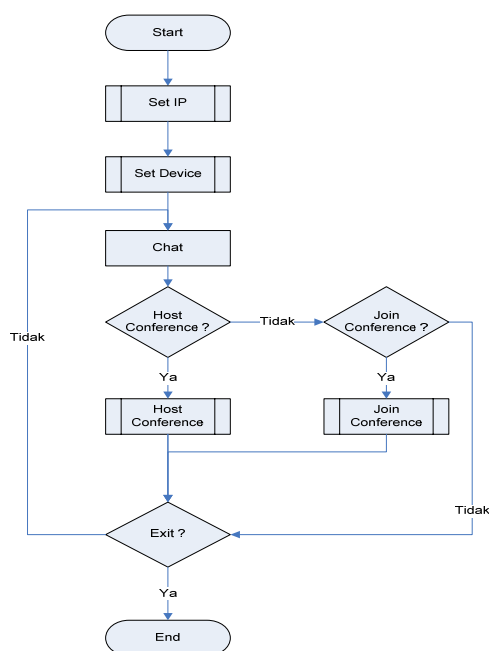 Start
Set IP
Set Device
Chat
Host
Conference ?
Tidak
Join
Conference ?
Tidak
Ya
Ya
Host
Conference
Join
Conference
Tidak
Exit ?
Ya
End